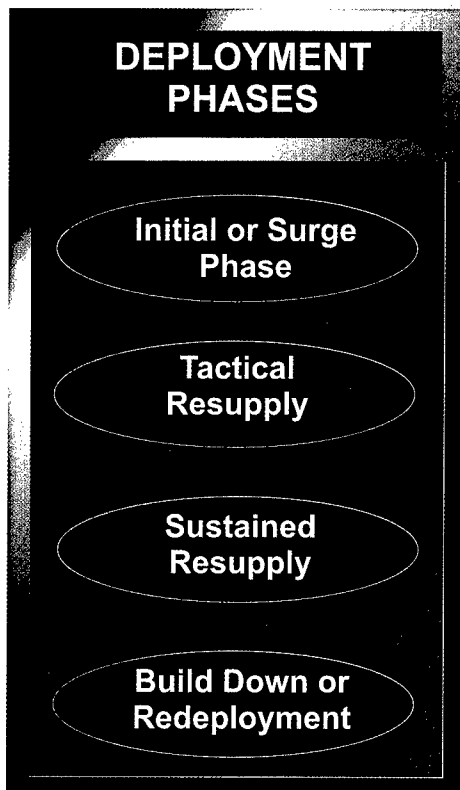 DEPLOYMENT
PHASES
Initial or Surge
Phase
Tactical
Resupply
Sustained
Resupply
Build Down or
Redeployment